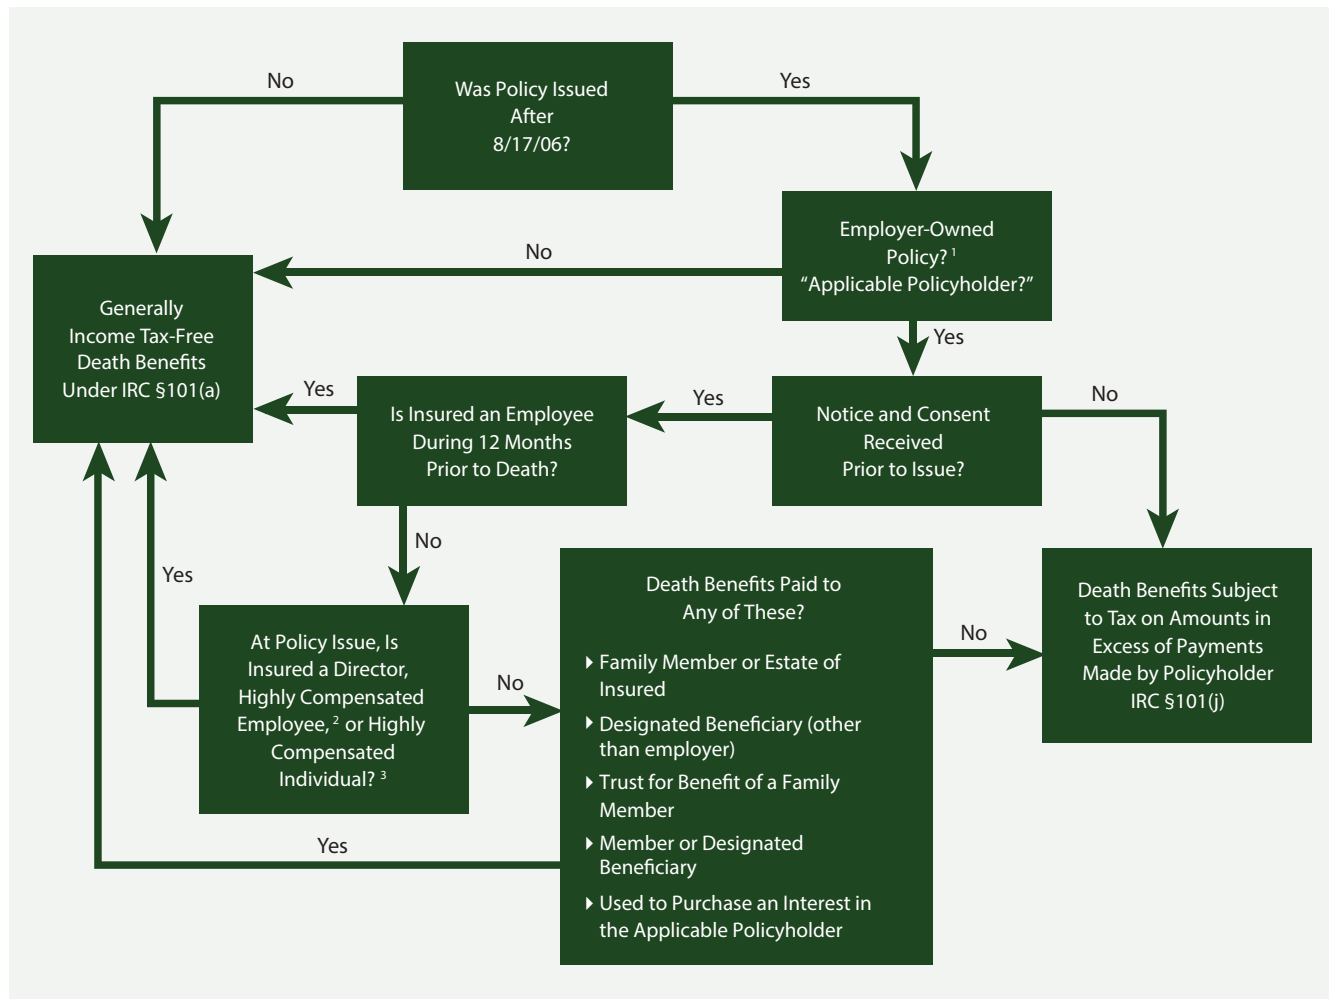 No
Was Policy Issued
After
8/17/06?
Yes
Employer-Owned
Policy? 1
“Applicable Policyholder?”
No
Generally
Income Tax-Free
Death Benefits
Under IRC §101(a)
Yes
Yes
Is Insured an Employee
During 12 Months
Prior to Death?
Yes
Notice and Consent
Received
Prior to Issue?
No
No
Yes
At Policy Issue, Is
Insured a Director,
Highly Compensated
Employee, 2 or Highly
Compensated
Individual? 3
No
Death Benefits Paid to
Any of These?
Family Member or Estate of
Insured
Designated Beneficiary (other
than employer)
Trust for Benefit of a Family
Member
Member or Designated
Beneficiary
Used to Purchase an Interest in
the Applicable Policyholder
No
Death Benefits Subject
to Tax on Amounts in
Excess of Payments
Made by Policyholder
IRC §101(j)
Yes